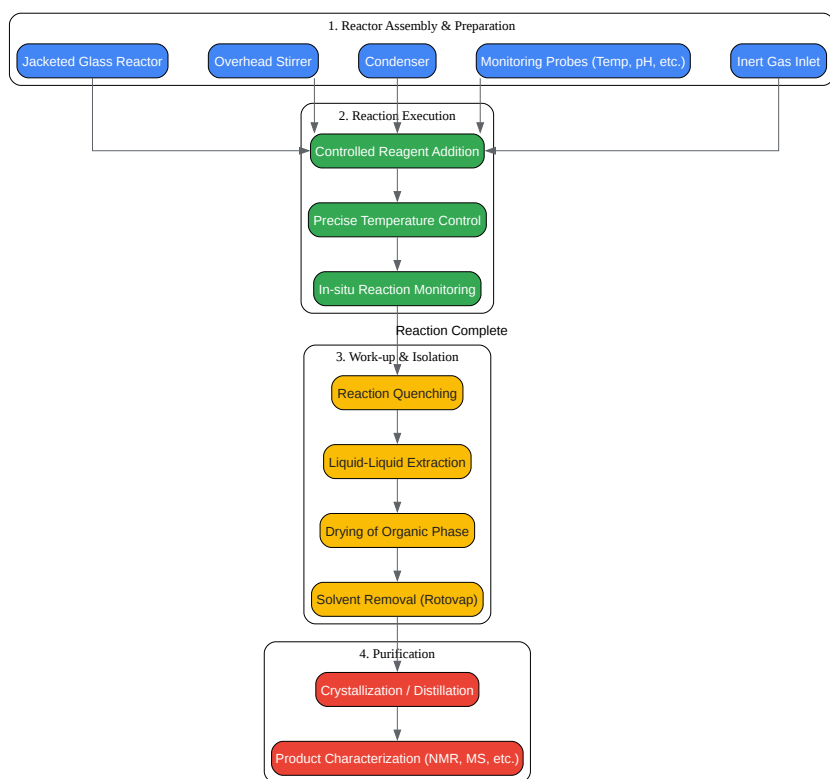 1. Reactor Assembly & Preparation
Jacketed Glass Reactor
Overhead Stirrer
Condenser
Monitoring Probes (Temp, pH, etc.)
Inert Gas Inlet
2. Reaction Execution
Controlled Reagent Addition
Precise Temperature Control
In-situ Reaction Monitoring
Reaction Complete
3. Work-up & Isolation
Reaction Quenching
Liquid-Liquid Extraction
Drying of Organic Phase
Solvent Removal (Rotovap)
4. Purification
Crystallization / Distillation
Product Characterization (NMR, MS, etc.)